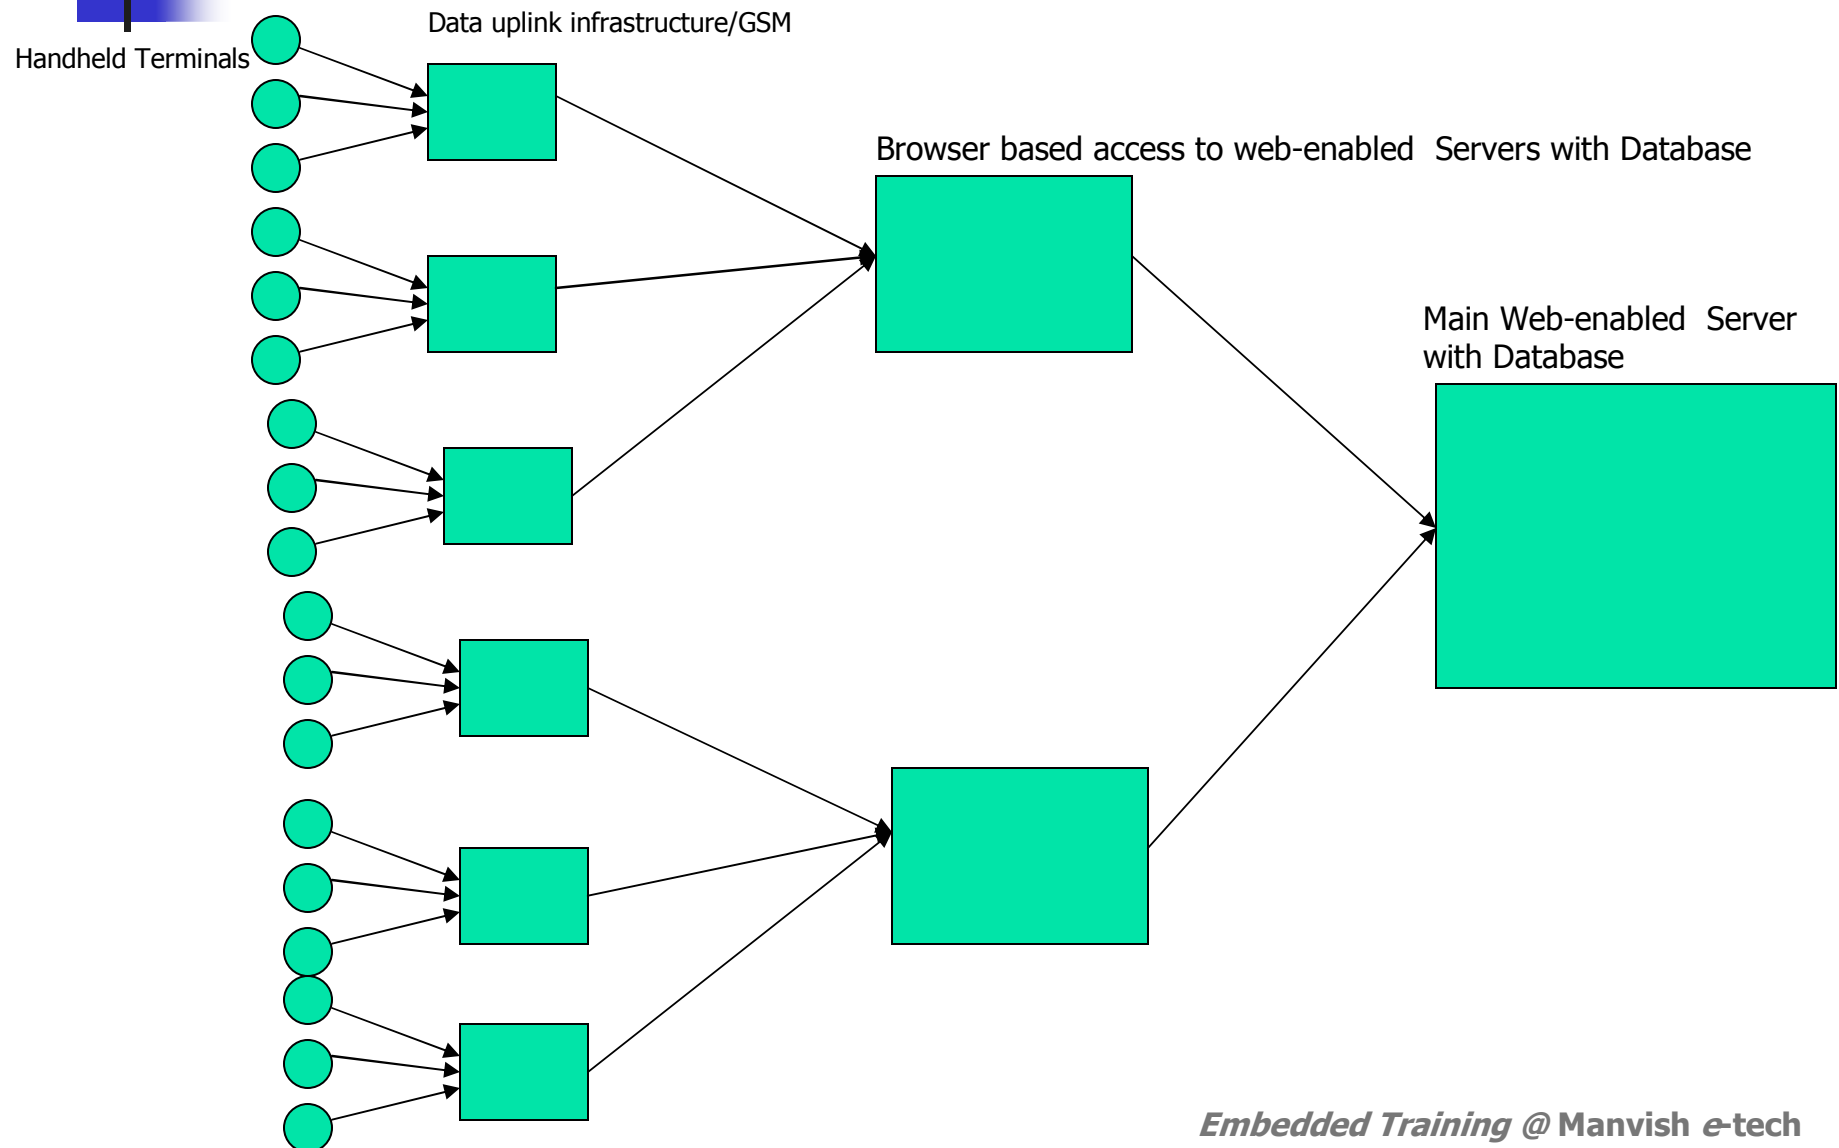 Data uplink infrastructure/GSM
Handheld Terminals
Browser based access to web-enabled  Servers with Database
Main Web-enabled  Server
with Database
Embedded Training @ Manvish e-tech